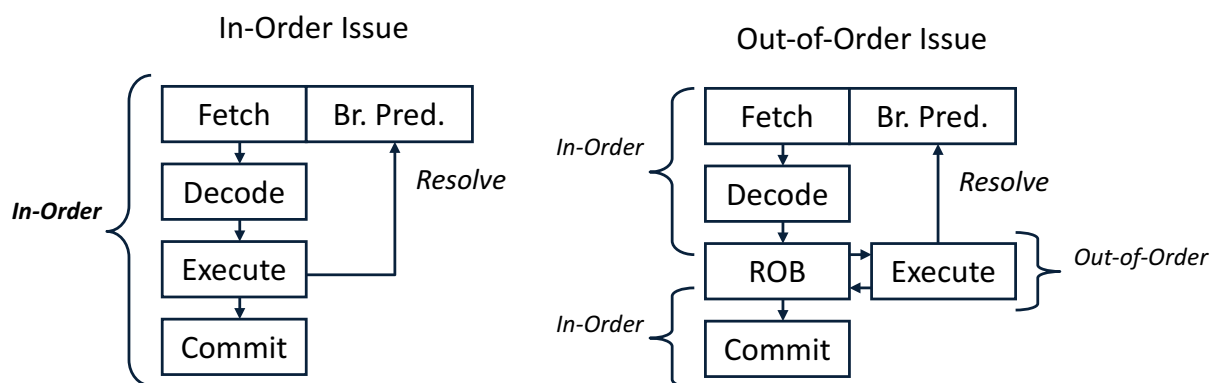 In-Order Issue
Fetch
Br. Pred.
Decode
Resolve
In-Order
Execute
Commit
Out-of-Order Issue
Fetch
Br. Pred.
In-Order
Decode
Resolve
ROB
Execute
Out-of-Order
In-Order
Commit